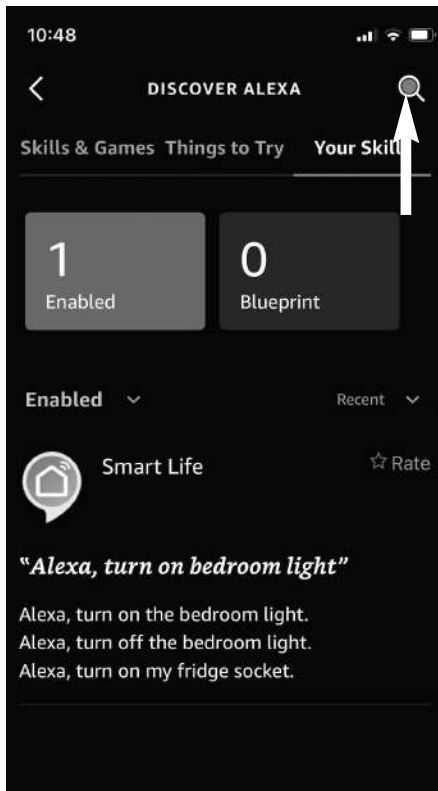 10:48
DISCOVER ALEXA
Skills & Games Things to Try Your Skill
1 0
Enabled Blueprint
Enabled Recent
Smart Life Rate
“Alexa, turn on bedroom light”
Alexa, turn on the bedroom light.
Alexa, turn off the bedroom light.
Alexa, turn on my fridge socket.